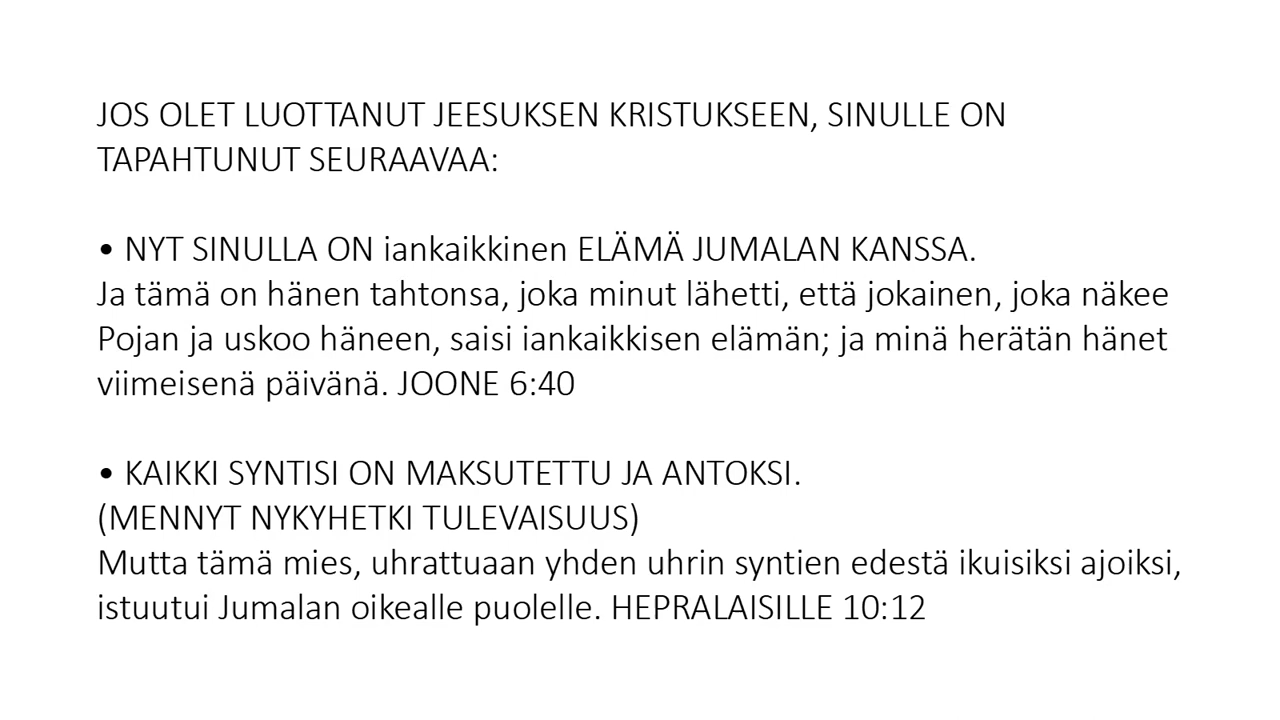 JOS OLET LUOTTANUT JEESUKSEN KRISTUKSEEN, SINULLE ON
TAPAHTUNUT SEURAAVAA:
• NYT SINULLA ON iankaikkinen ELÄMÄ JUMALAN KANSSA.
Ja tämä on hänen tahtonsa, joka minut lähetti, että jokainen, joka näkee
Pojan ja uskoo häneen, saisi iankaikkisen elämän; ja minä herätän hänet
viimeisenä päivänä. JOONE 6:40
• KAIKKI SYNTISI ON MAKSUTETTU JA ANTOKSI.
(MENNYT NYKYHETKI TULEVAISUUS)
Mutta tämä mies, uhrattuaan yhden uhrin syntien edestä ikuisiksi ajoiksi,
istuutui Jumalan oikealle puolelle. HEPRALAISILLE 10:12